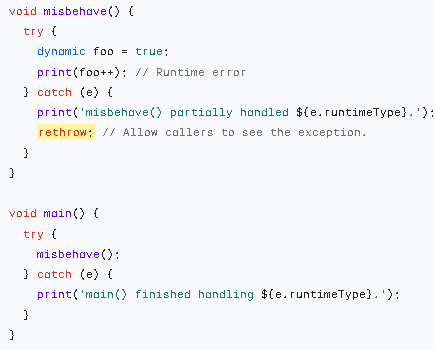 void misbehave() {
  try {
    dynamic foo = true;
    print(foo++); // Runtime error
  } catch (e) {
    print('misbehave() partially handled ${e.runtimeType}.');
    rethrow; // Allow callers to see the exception.
  }
}

void main() {
  try {
    misbehave();
  } catch (e) {
    print('main() finished handling ${e.runtimeType}.');
  }
}